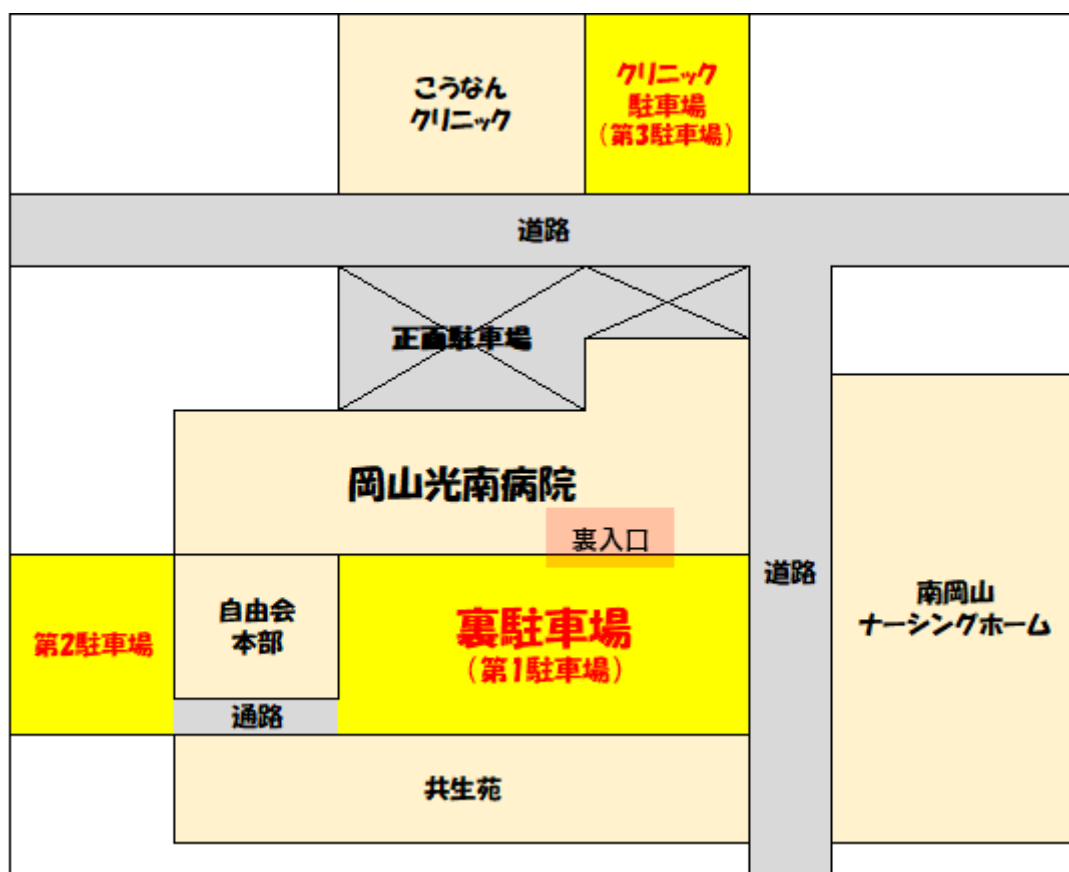 こうなん
クリニック
クリニック
駐車場
（第3駐車場）
道路
正面駐車場
岡山光南病院
裏入口
道路
南岡山
ナーシングホーム
第2駐車場
自由会
本部
裏駐車場
（第1駐車場）
通路
共生苑